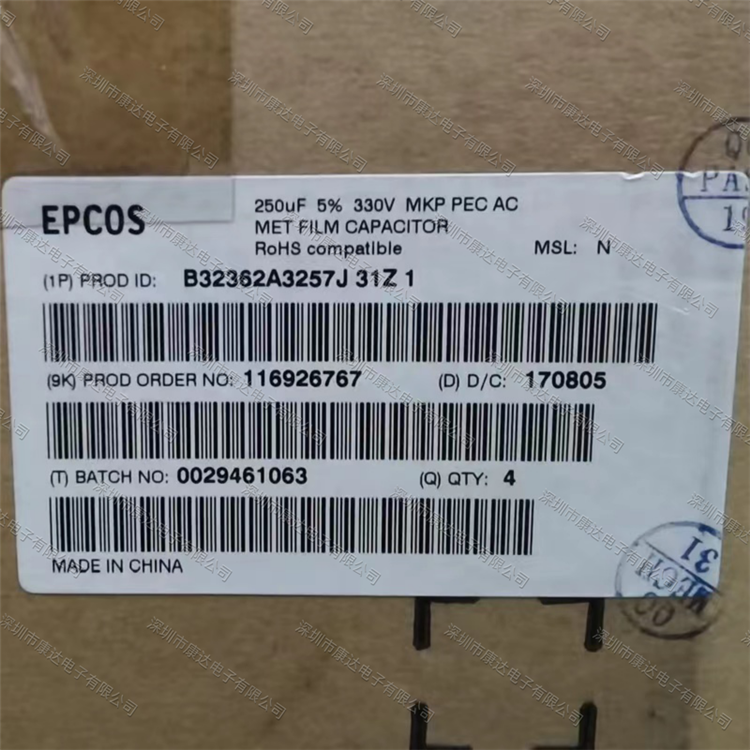 EPCOS
250uF 5% 330V MKP PEC AC
MET FILM CAPACITOR
RoHS compatible
MSL: N
(1P) PROD ID: B32362A3257J 31Z 1
(9K) PROD ORDER NO: 116926767 (D) D/C: 170805
(T) BATCH NO: 0029461063 (Q) QTY: 4
MADE IN CHINA
深圳市康达电子有限公司